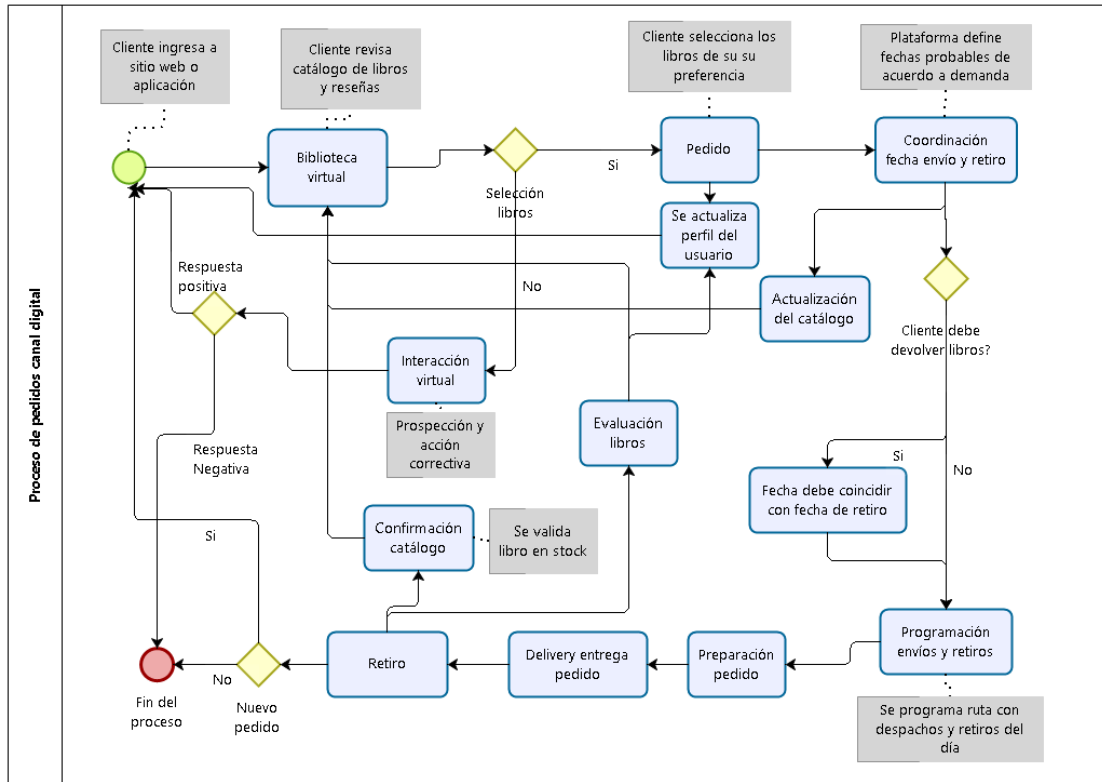 Proceso de pedidos canal digital
Cliente ingresa a
sitio web o
aplicación
Cliente revisa
catálogo de libros
y reseñas
Cliente selecciona los
libros de su su
preferencia
Plataforma define
fechas probables de
acuerdo a demanda
Biblioteca
virtual
Selección
libros
Si
Pedido
Coordinación
fecha envío y retiro
Se actualiza
perfil del
usuario
No
Actualización
del catálogo
Cliente debe
devolver libros?
Respuesta
positiva
Interacción
virtual
Prospección y
acción
correctiva
Respuesta
Negativa
Evaluación
libros
Si
No
Fecha debe coincidir
con fecha de retiro
Confirmación
catálogo
Se valida
libro en stock
Si
Programación
envíos y retiros
Preparación
pedido
Delivery entrega
pedido
Retiro
Nuevo
pedido
No
Fin del
proceso
Se programa ruta con
despachos y retiros del
día